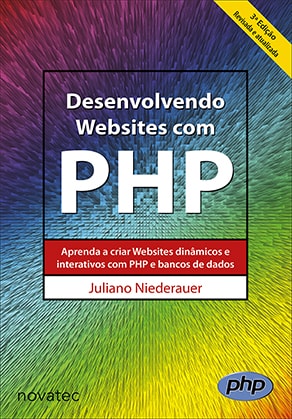 3ª Edição
Revisada e atualizada
Desenvolvendo
Websites com
PHP
Aprenda a criar Websites dinâmicos e
interativos com PHP e bancos de dados
Juliano Niederauer
novatec
php